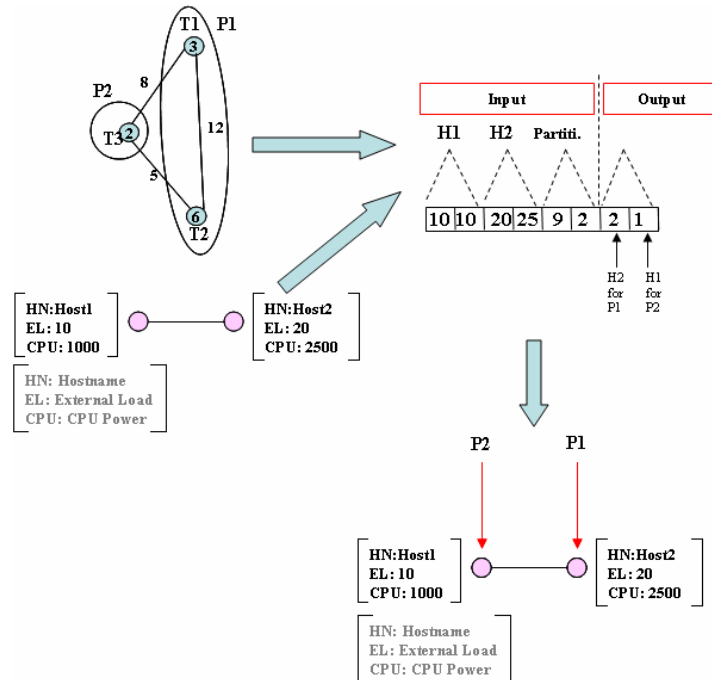 T1 P1
3
8
P2
12
T3 2
5
6
T2
Input Output
H1 H2 Partiti.
10 10 20 25 9 2 2 1
H2 for P1
H1 for P2
HN:Host1
EL: 10
CPU: 1000
HN:Host2
EL: 20
CPU: 2500
HN: Hostname
EL: External Load
CPU: CPU Power
P2 P1
HN:Host1
EL: 10
CPU: 1000
HN:Host2
EL: 20
CPU: 2500
HN: Hostname
EL: External Load
CPU: CPU Power